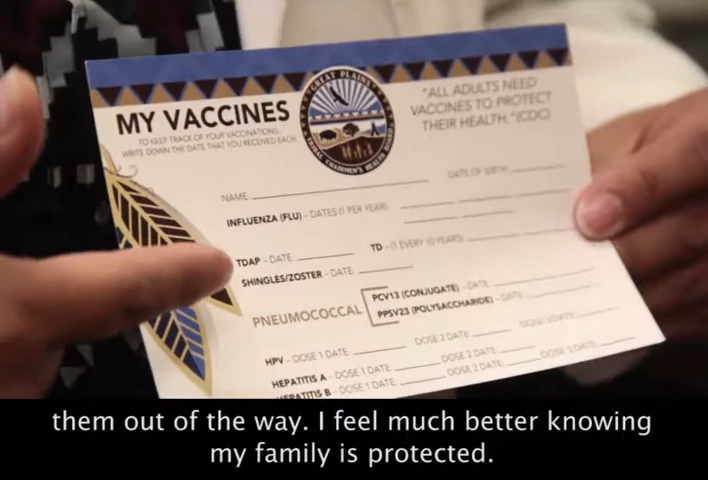 MY VACCINES
TO KEEP TRACK OF YOUR VACCINATIONS,
WRITE DOWN THE DATE THAT YOU RECEIVED EACH.
GREAT PLAINS
TRIBAL CHAIRMEN'S HEALTH BOARD
"ALL ADULTS NEED
VACCINES TO PROTECT
THEIR HEALTH."(CDC)
NAME DATE OF BIRTH
INFLUENZA (FLU) - DATES (1 PER YEAR)
TDAP - DATE TD - (1 EVERY 10 YEARS)
SHINGLES/ZOSTER - DATE
PNEUMOCOCCAL
PCV13 (CONJUGATE) - DATE
PPSV23 (POLYSACCHARIDE) - DATE
HPV - DOSE 1 DATE DOSE 2 DATE DOSE 3 DATE
HEPATITIS A - DOSE 1 DATE DOSE 2 DATE
HEPATITIS B - DOSE 1 DATE DOSE 2 DATE DOSE 3 DATE
them out of the way. I feel much better knowing
my family is protected.